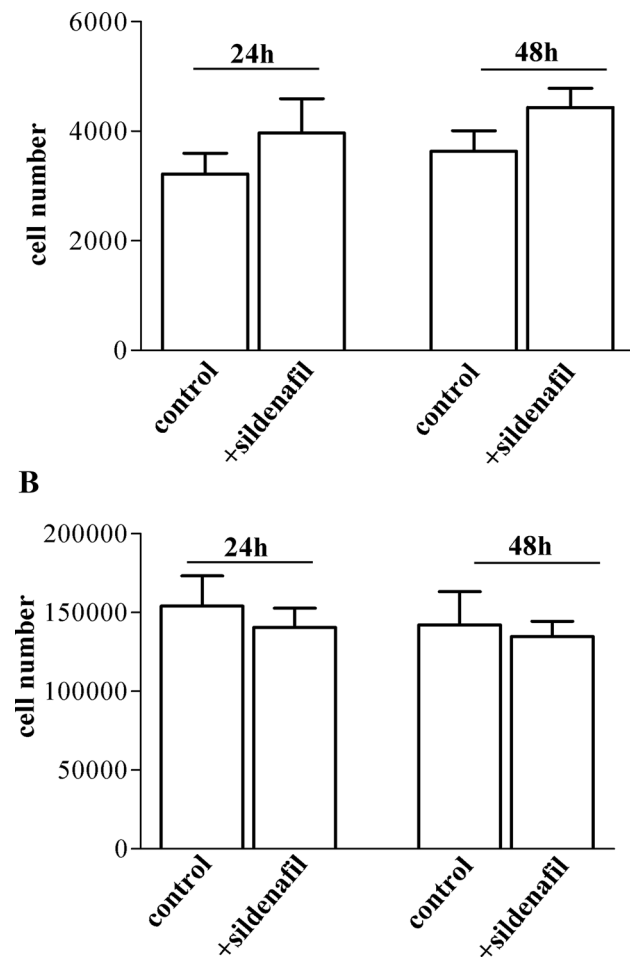 6000
24h
48h
4000
cell number
2000
0
control
+sildenafil
control
+sildenafil
B
200000
24h
48h
150000
cell number
100000
50000
0
control
+sildenafil
control
+sildenafil